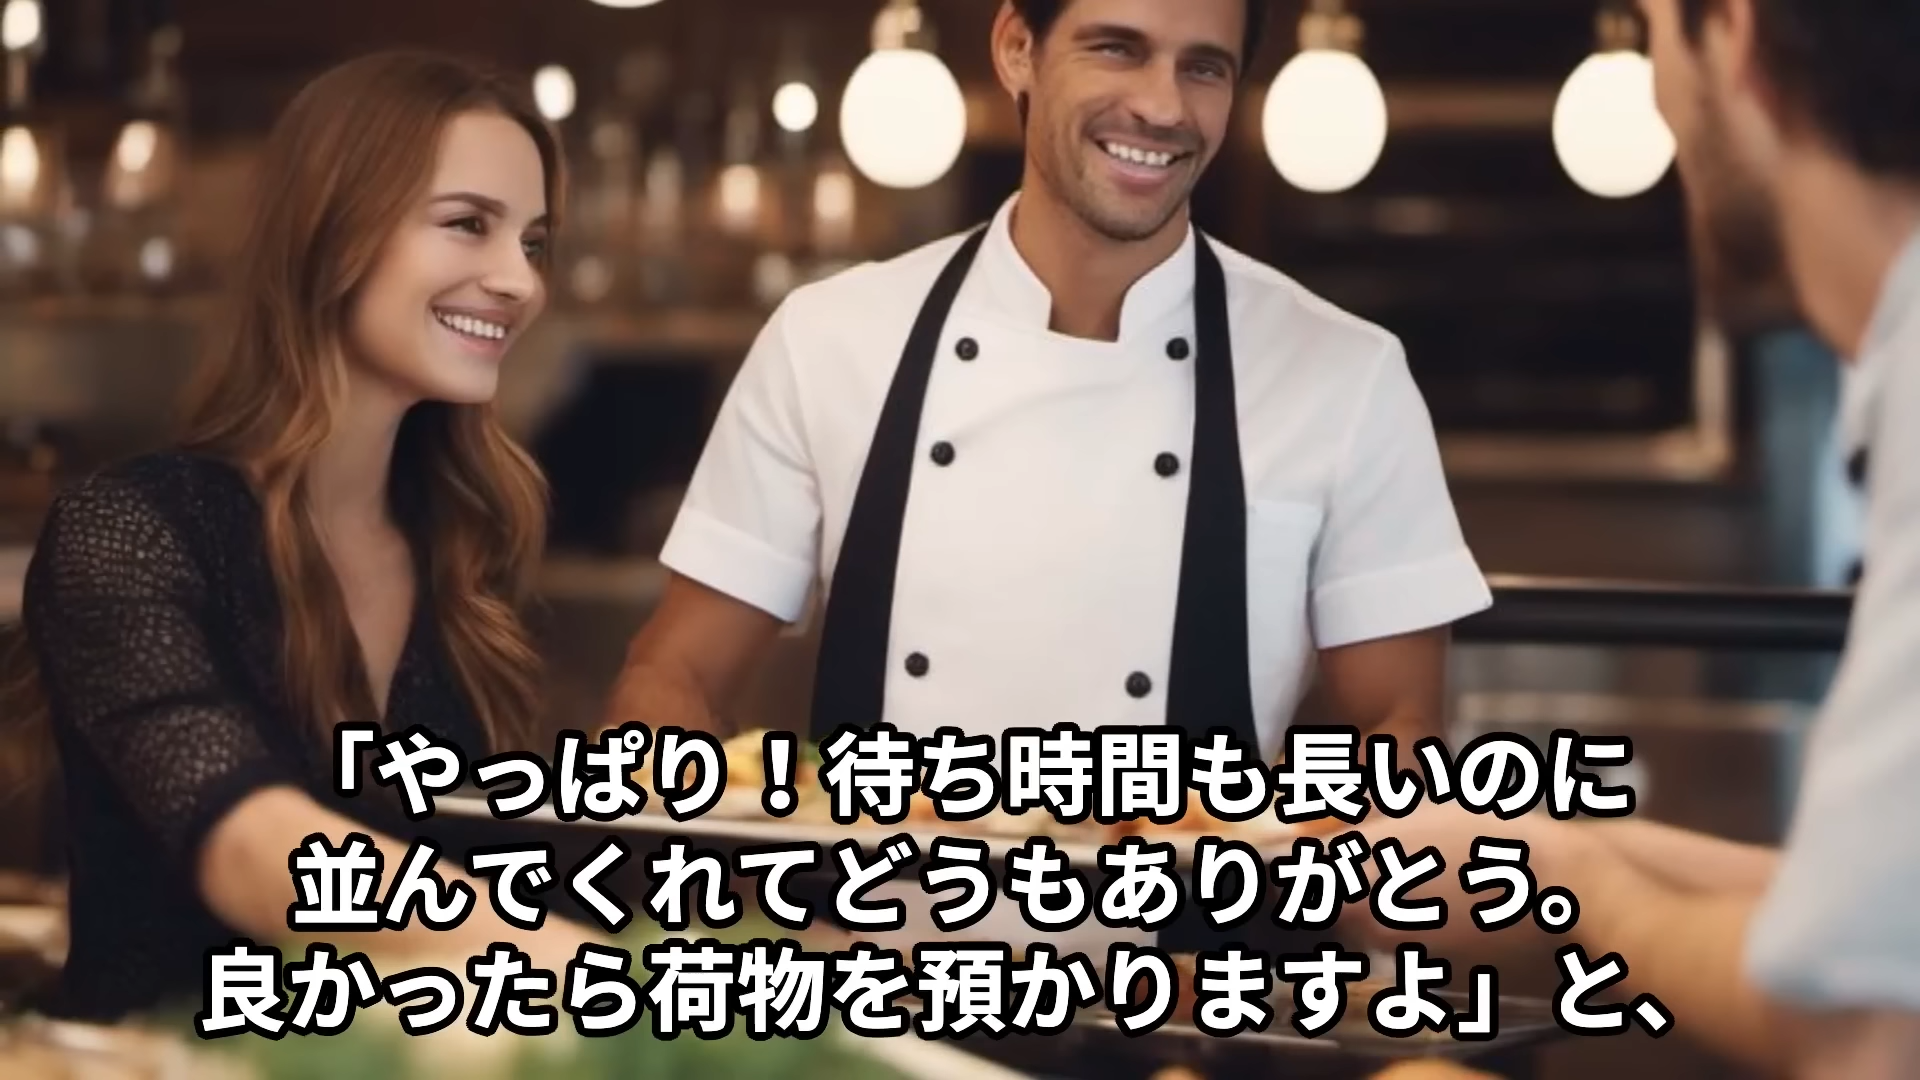 「やっぱり！待ち時間も長いのに
並んでくれてどうもありがとう。
良かったら荷物を預かりますよ」と、